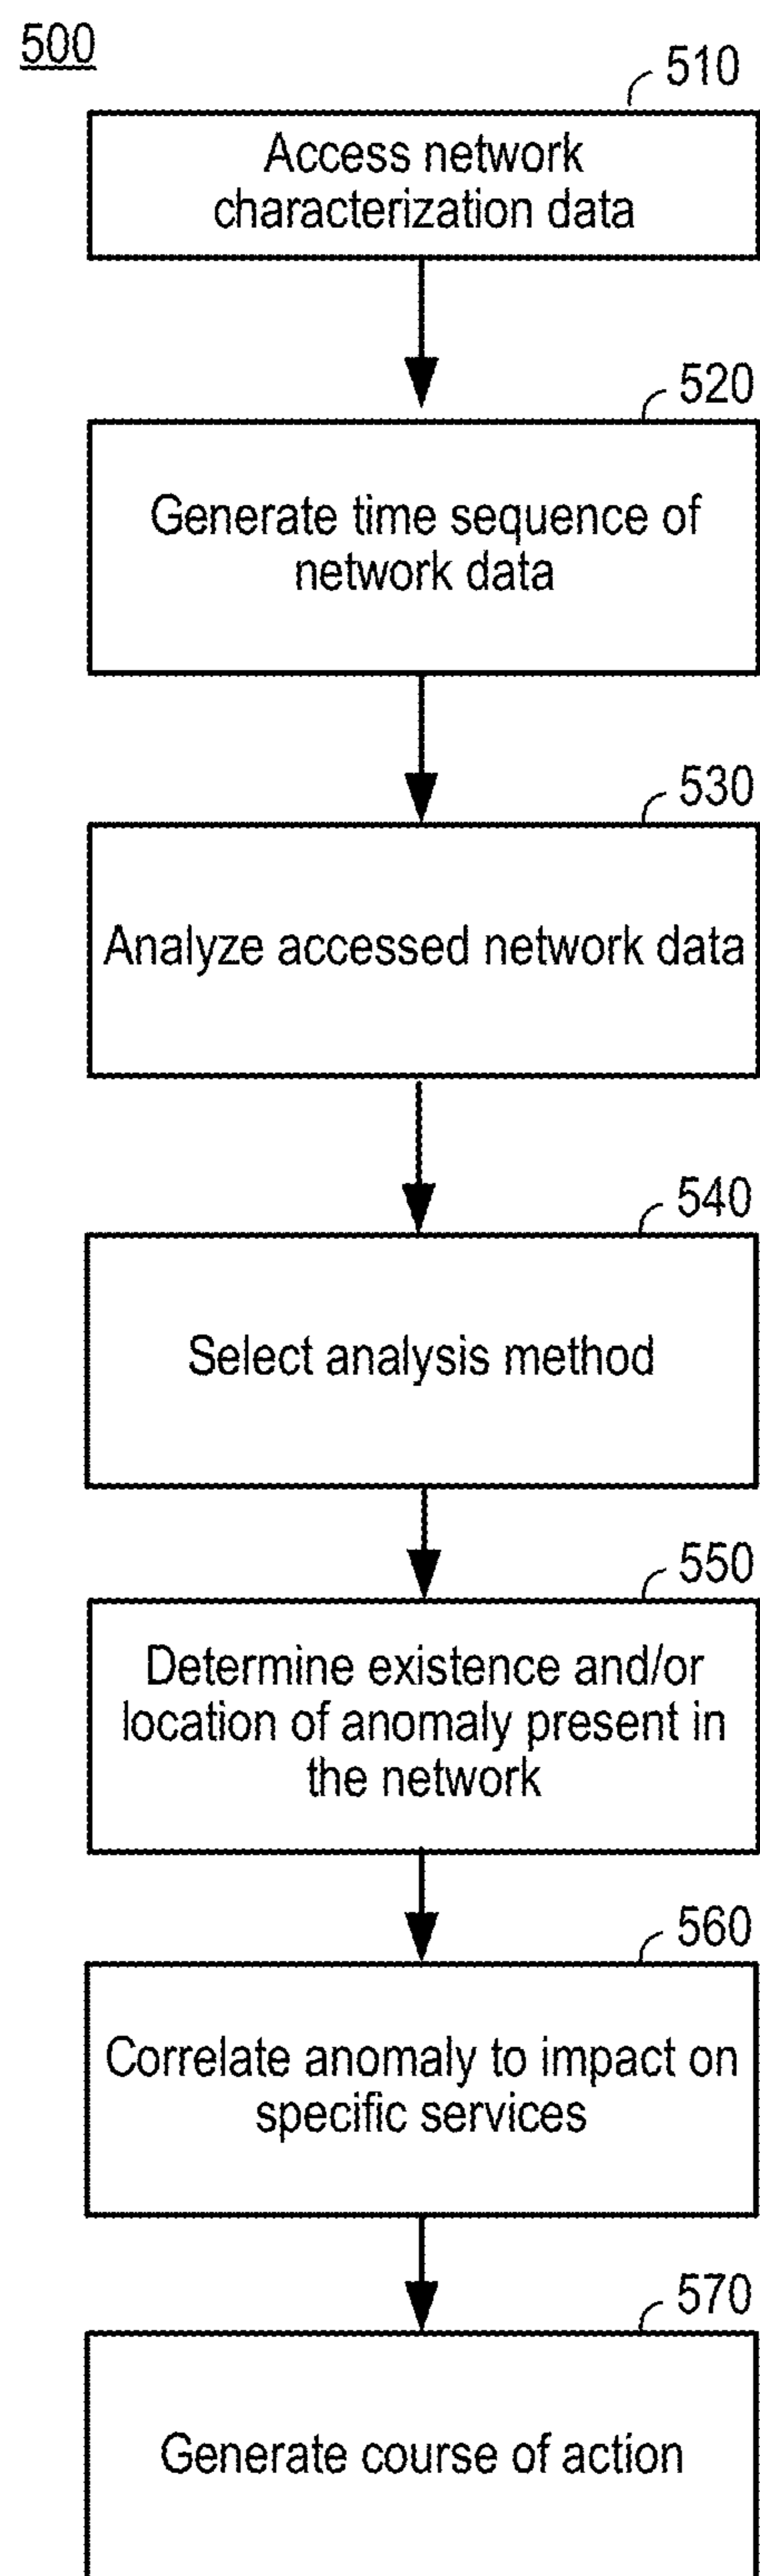 500
510
Access network
characterization data
520
Generate time sequence of
network data
530
Analyze accessed network data
540
Select analysis method
550
Determine existence and/or
location of anomaly present in
the network
560
Correlate anomaly to impact on
specific services
570
Generate course of action